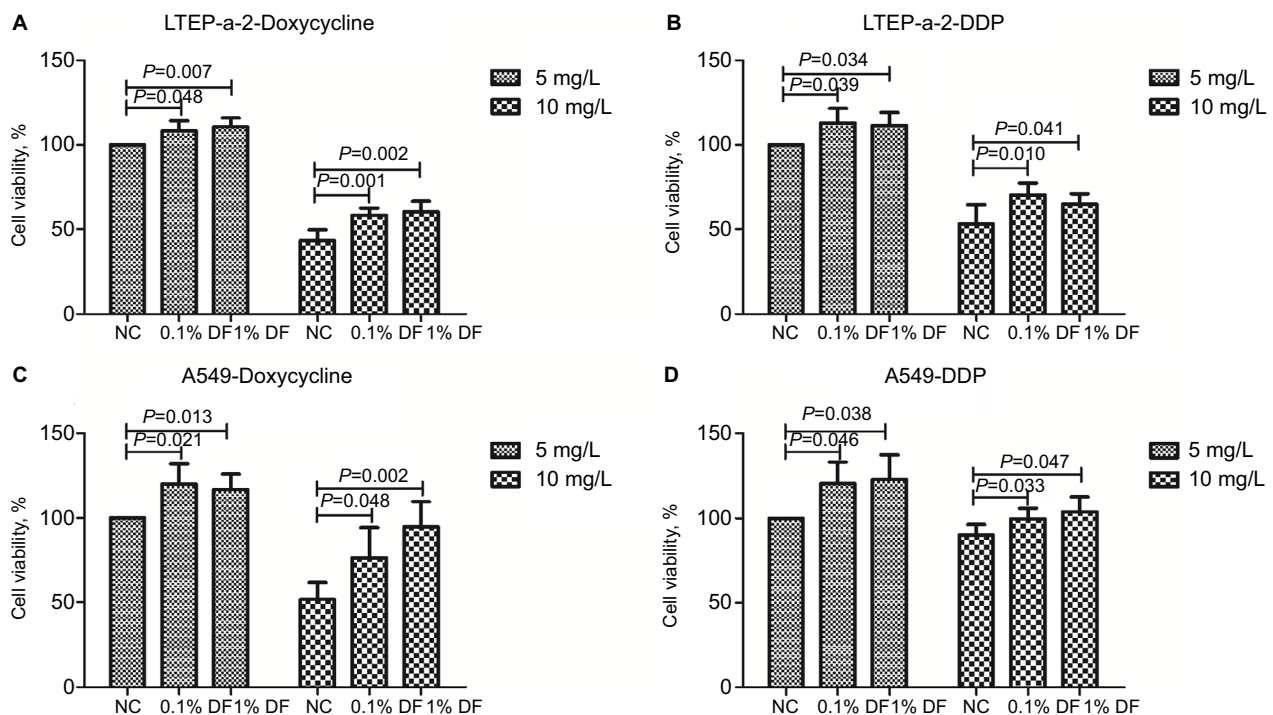 A
LTEP-a-2-Doxycycline
150
100
50
0
Cell viability, %
P=0.007
P=0.048
P=0.002
P=0.001
NC 0.1% DF 1% DF NC 0.1% DF 1% DF
5 mg/L
10 mg/L
B
LTEP-a-2-DDP
150
100
50
0
Cell viability, %
P=0.034
P=0.039
P=0.041
P=0.010
NC 0.1% DF 1% DF NC 0.1% DF 1% DF
5 mg/L
10 mg/L
C
A549-Doxycycline
150
100
50
0
Cell viability, %
P=0.013
P=0.021
P=0.002
P=0.048
NC 0.1% DF 1% DF NC 0.1% DF 1% DF
5 mg/L
10 mg/L
D
A549-DDP
150
100
50
0
Cell viability, %
P=0.038
P=0.046
P=0.047
P=0.033
NC 0.1% DF 1% DF NC 0.1% DF 1% DF
5 mg/L
10 mg/L